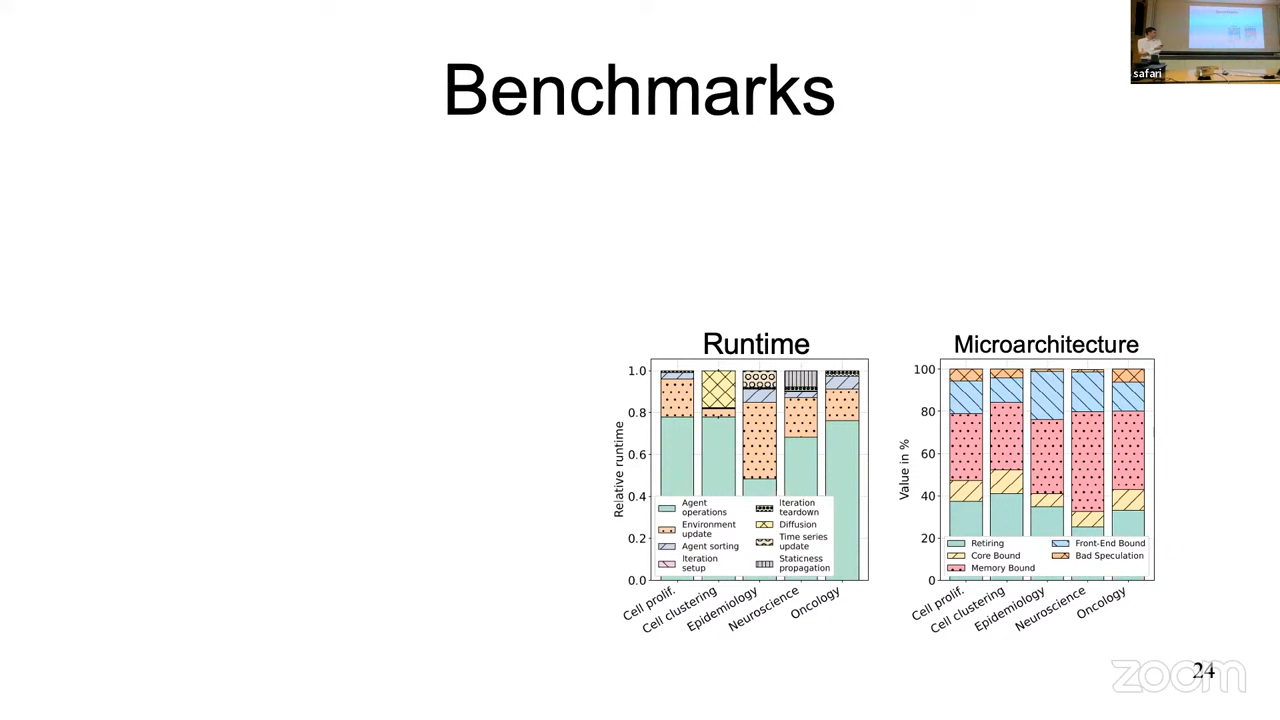 Benchmarks
safari
Runtime
Relative runtime
1.0
0.8
0.6
0.4
0.2
0.0
Agent operations
Environment update
Agent sorting
Iteration setup
Iteration teardown
Diffusion
Time series update
Staticness propagation
Cell prolif.
Cell clustering
Epidemiology
Neuroscience
Oncology
Microarchitecture
Value in %
100
80
60
40
20
0
Retiring
Core Bound
Memory Bound
Front-End Bound
Bad Speculation
Cell prolif.
Cell clustering
Epidemiology
Neuroscience
Oncology
24
zoom